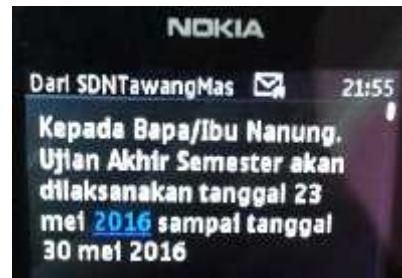 NOKIA
Dari SDNTawangMas 21:55
Kepada Bapa/Ibu Nanung.
Ujian Akhir Semester akan
dilaksanakan tanggal 23
mei 2016 sampai tanggal
30 mei 2016